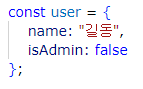 const user = {
  name: "길동",
  isAdmin: false
};